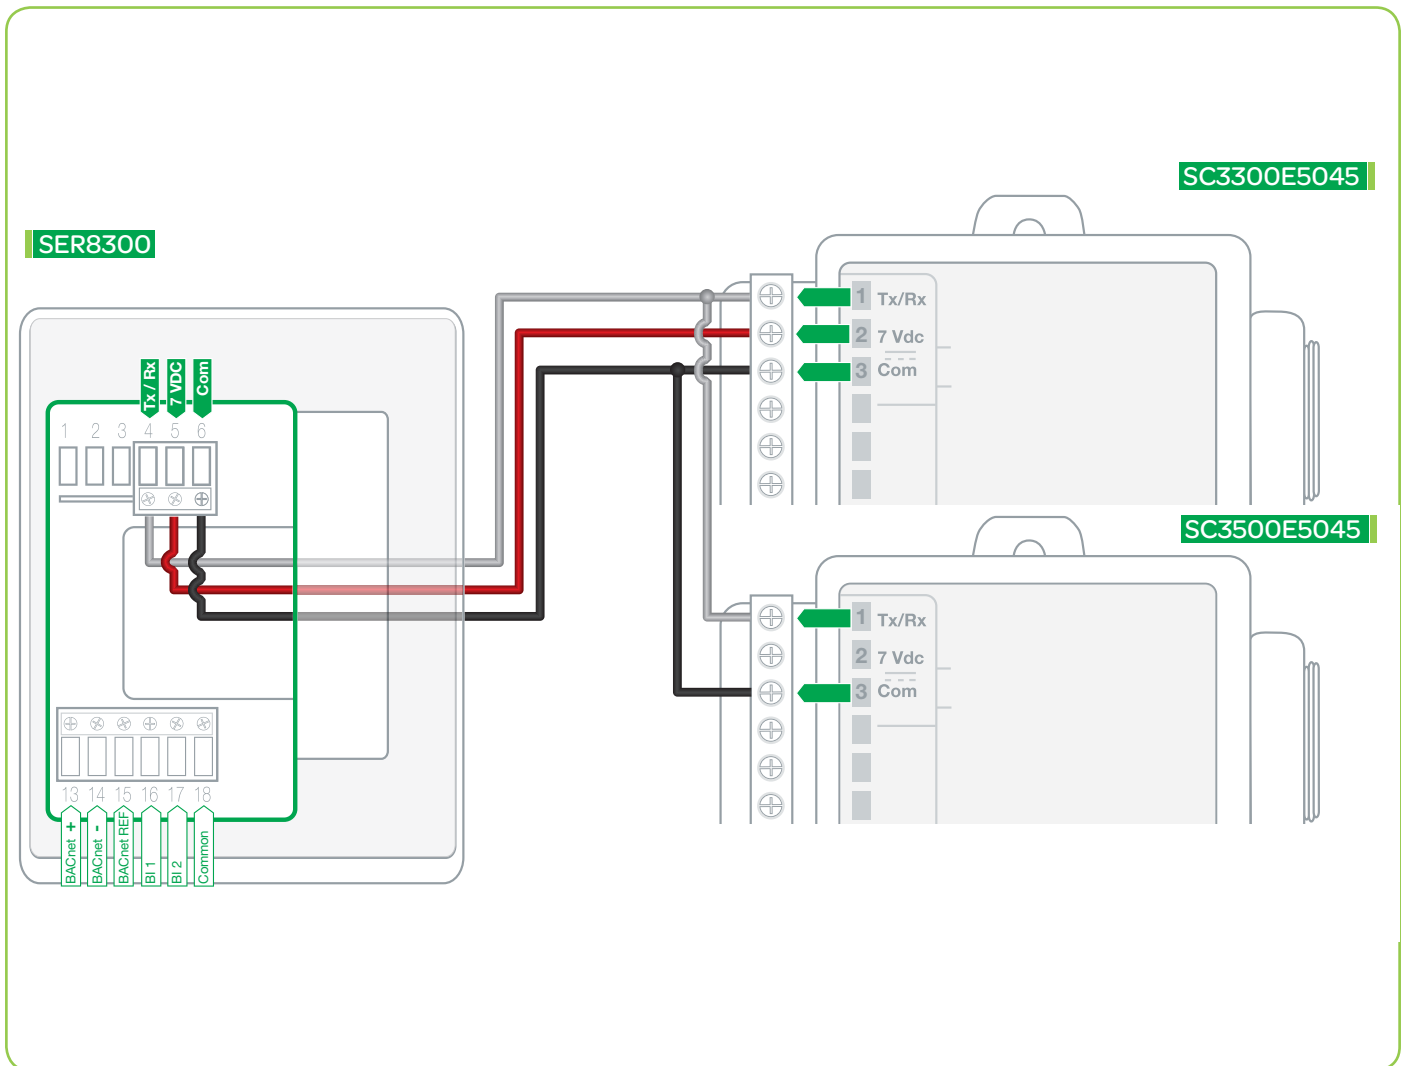 SC3300E5045
SER8300
Tx / Rx
7 VDC
Com
1 2 3 4 5 6
1 Tx/Rx
2 7 Vdc
3 Com
SC3500E5045
1 Tx/Rx
2 7 Vdc
3 Com
13 14 15 16 17 18
BACnet +
BACnet -
BACnet REF
BI 1
BI 2
Common